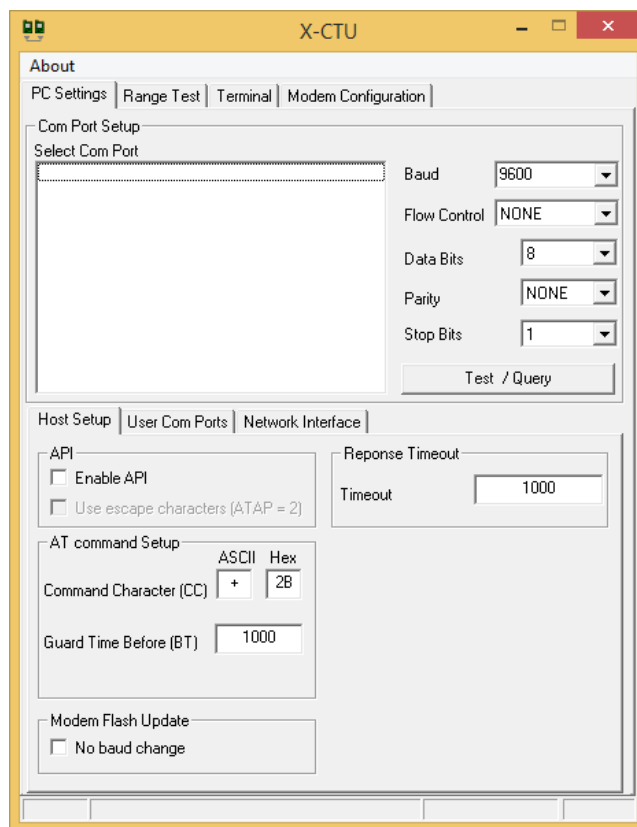 X-CTU
About
PC Settings Range Test Terminal Modem Configuration
Com Port Setup
Select Com Port
Baud 9600
Flow Control NONE
Data Bits 8
Parity NONE
Stop Bits 1
Test / Query
Host Setup User Com Ports Network Interface
API
Enable API
Use escape characters (ATAP = 2)
Reponse Timeout
Timeout 1000
AT command Setup
ASCII Hex
Command Character (CC) + 2B
Guard Time Before (BT) 1000
Modem Flash Update
No baud change